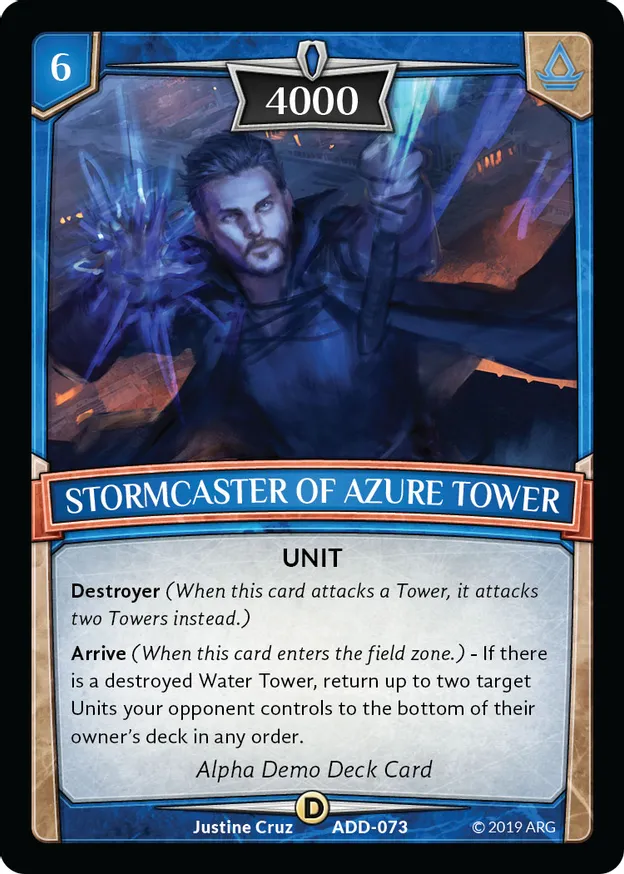 6
4000
STORMCASTER OF AZURE TOWER
UNIT
Destroyer (When this card attacks a Tower, it attacks
two Towers instead.)
Arrive (When this card enters the field zone.) - If there
is a destroyed Water Tower, return up to two target
Units your opponent controls to the bottom of their
owner's deck in any order.
Alpha Demo Deck Card
D
Justine Cruz ADD-073 © 2019 ARG